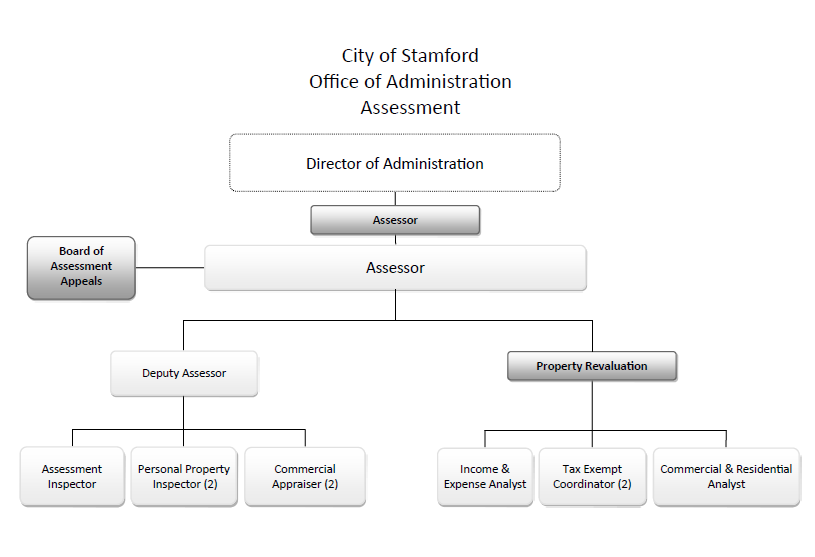 City of Stamford
Office of Administration
Assessment
Director of Administration
Assessor
Board of
Assessment
Appeals
Assessor
Deputy Assessor
Property Revaluation
Assessment
Inspector
Personal Property
Inspector (2)
Commercial
Appraiser (2)
Income &
Expense Analyst
Tax Exempt
Coordinator (2)
Commercial & Residential
Analyst